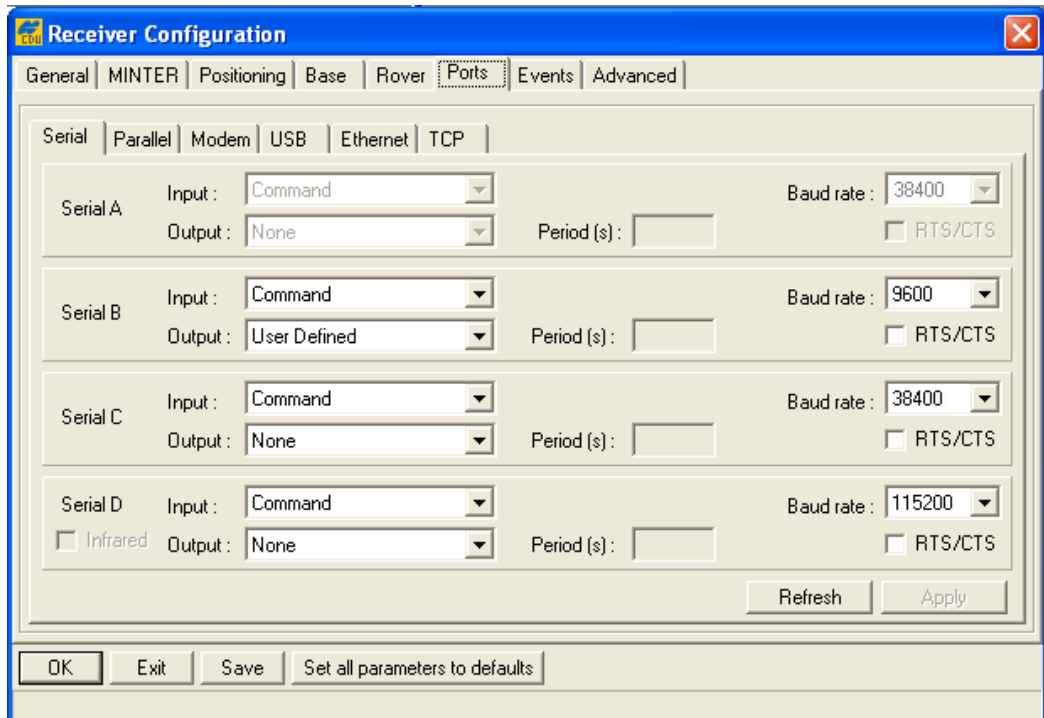 CDU Receiver Configuration
General MINTER Positioning Base Rover Ports Events Advanced
Serial Parallel Modem USB Ethernet TCP
Serial A
Input : Command
Baud rate : 38400
Output : None
Period (s) :
RTS/CTS
Serial B
Input : Command
Baud rate : 9600
Output : User Defined
Period (s) :
RTS/CTS
Serial C
Input : Command
Baud rate : 38400
Output : None
Period (s) :
RTS/CTS
Serial D
Input : Command
Baud rate : 115200
Infrared
Output : None
Period (s) :
RTS/CTS
Refresh Apply
OK Exit Save Set all parameters to defaults